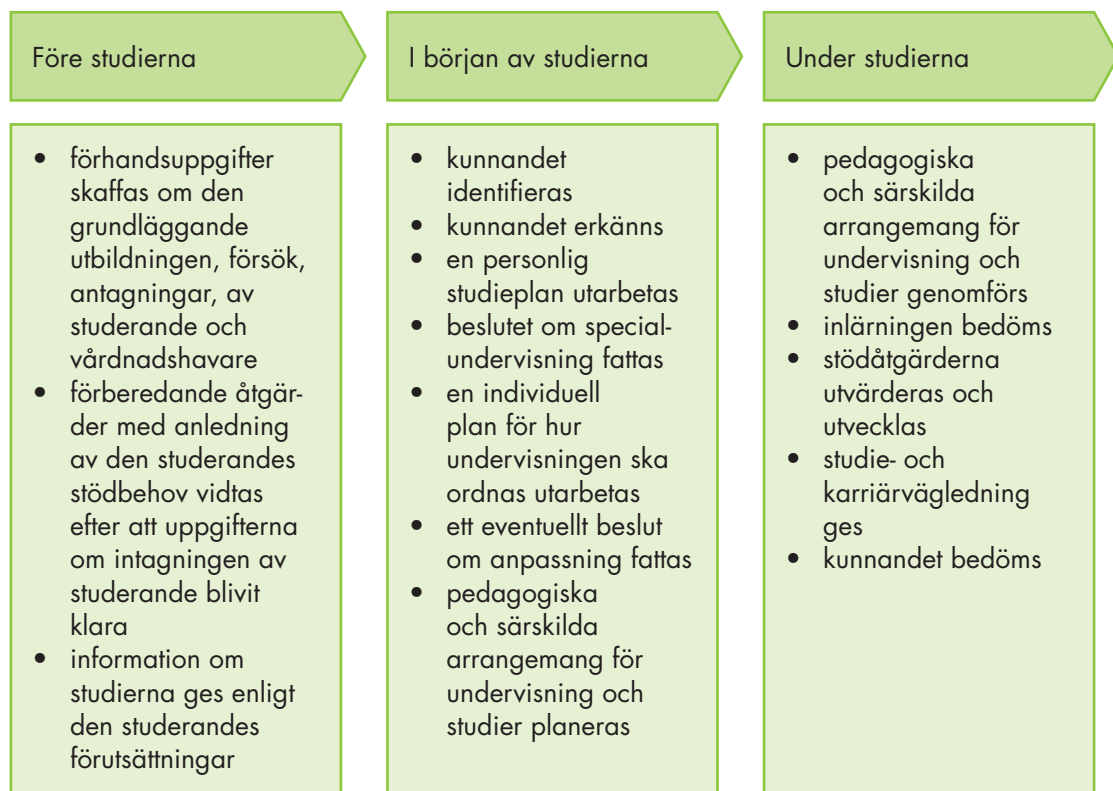 Före studierna
• förhandsuppgifter
skaffas om den
grundläggande
utbildningen, försök,
antagningar, av
studerande och
vårdnadshavare
• förberedande åtgär-
der med anledning
av den studerandes
stödbehov vidtas
efter att uppgifterna
om intagningen av
studerande blivit
klara
• information om
studierna ges enligt
den studerandes
förutsättningar
I början av studierna
• kunnandet
identifieras
• kunnandet erkänns
• en personlig
studieplan utarbetas
• beslutet om special-
undervisning fattas
• en individuell
plan för hur
undervisningen ska
ordnas utarbetas
• ett eventuellt beslut
om anpassning fattas
• pedagogiska
och särskilda
arrangemang för
undervisning och
studier planeras
Under studierna
• pedagogiska
och särskilda
arrangemang för
undervisning och
studier genomförs
• inlärningen bedöms
• stödåtgärderna
utvärderas och
utvecklas
• studie- och
karriärvägledning
ges
• kunnandet bedöms